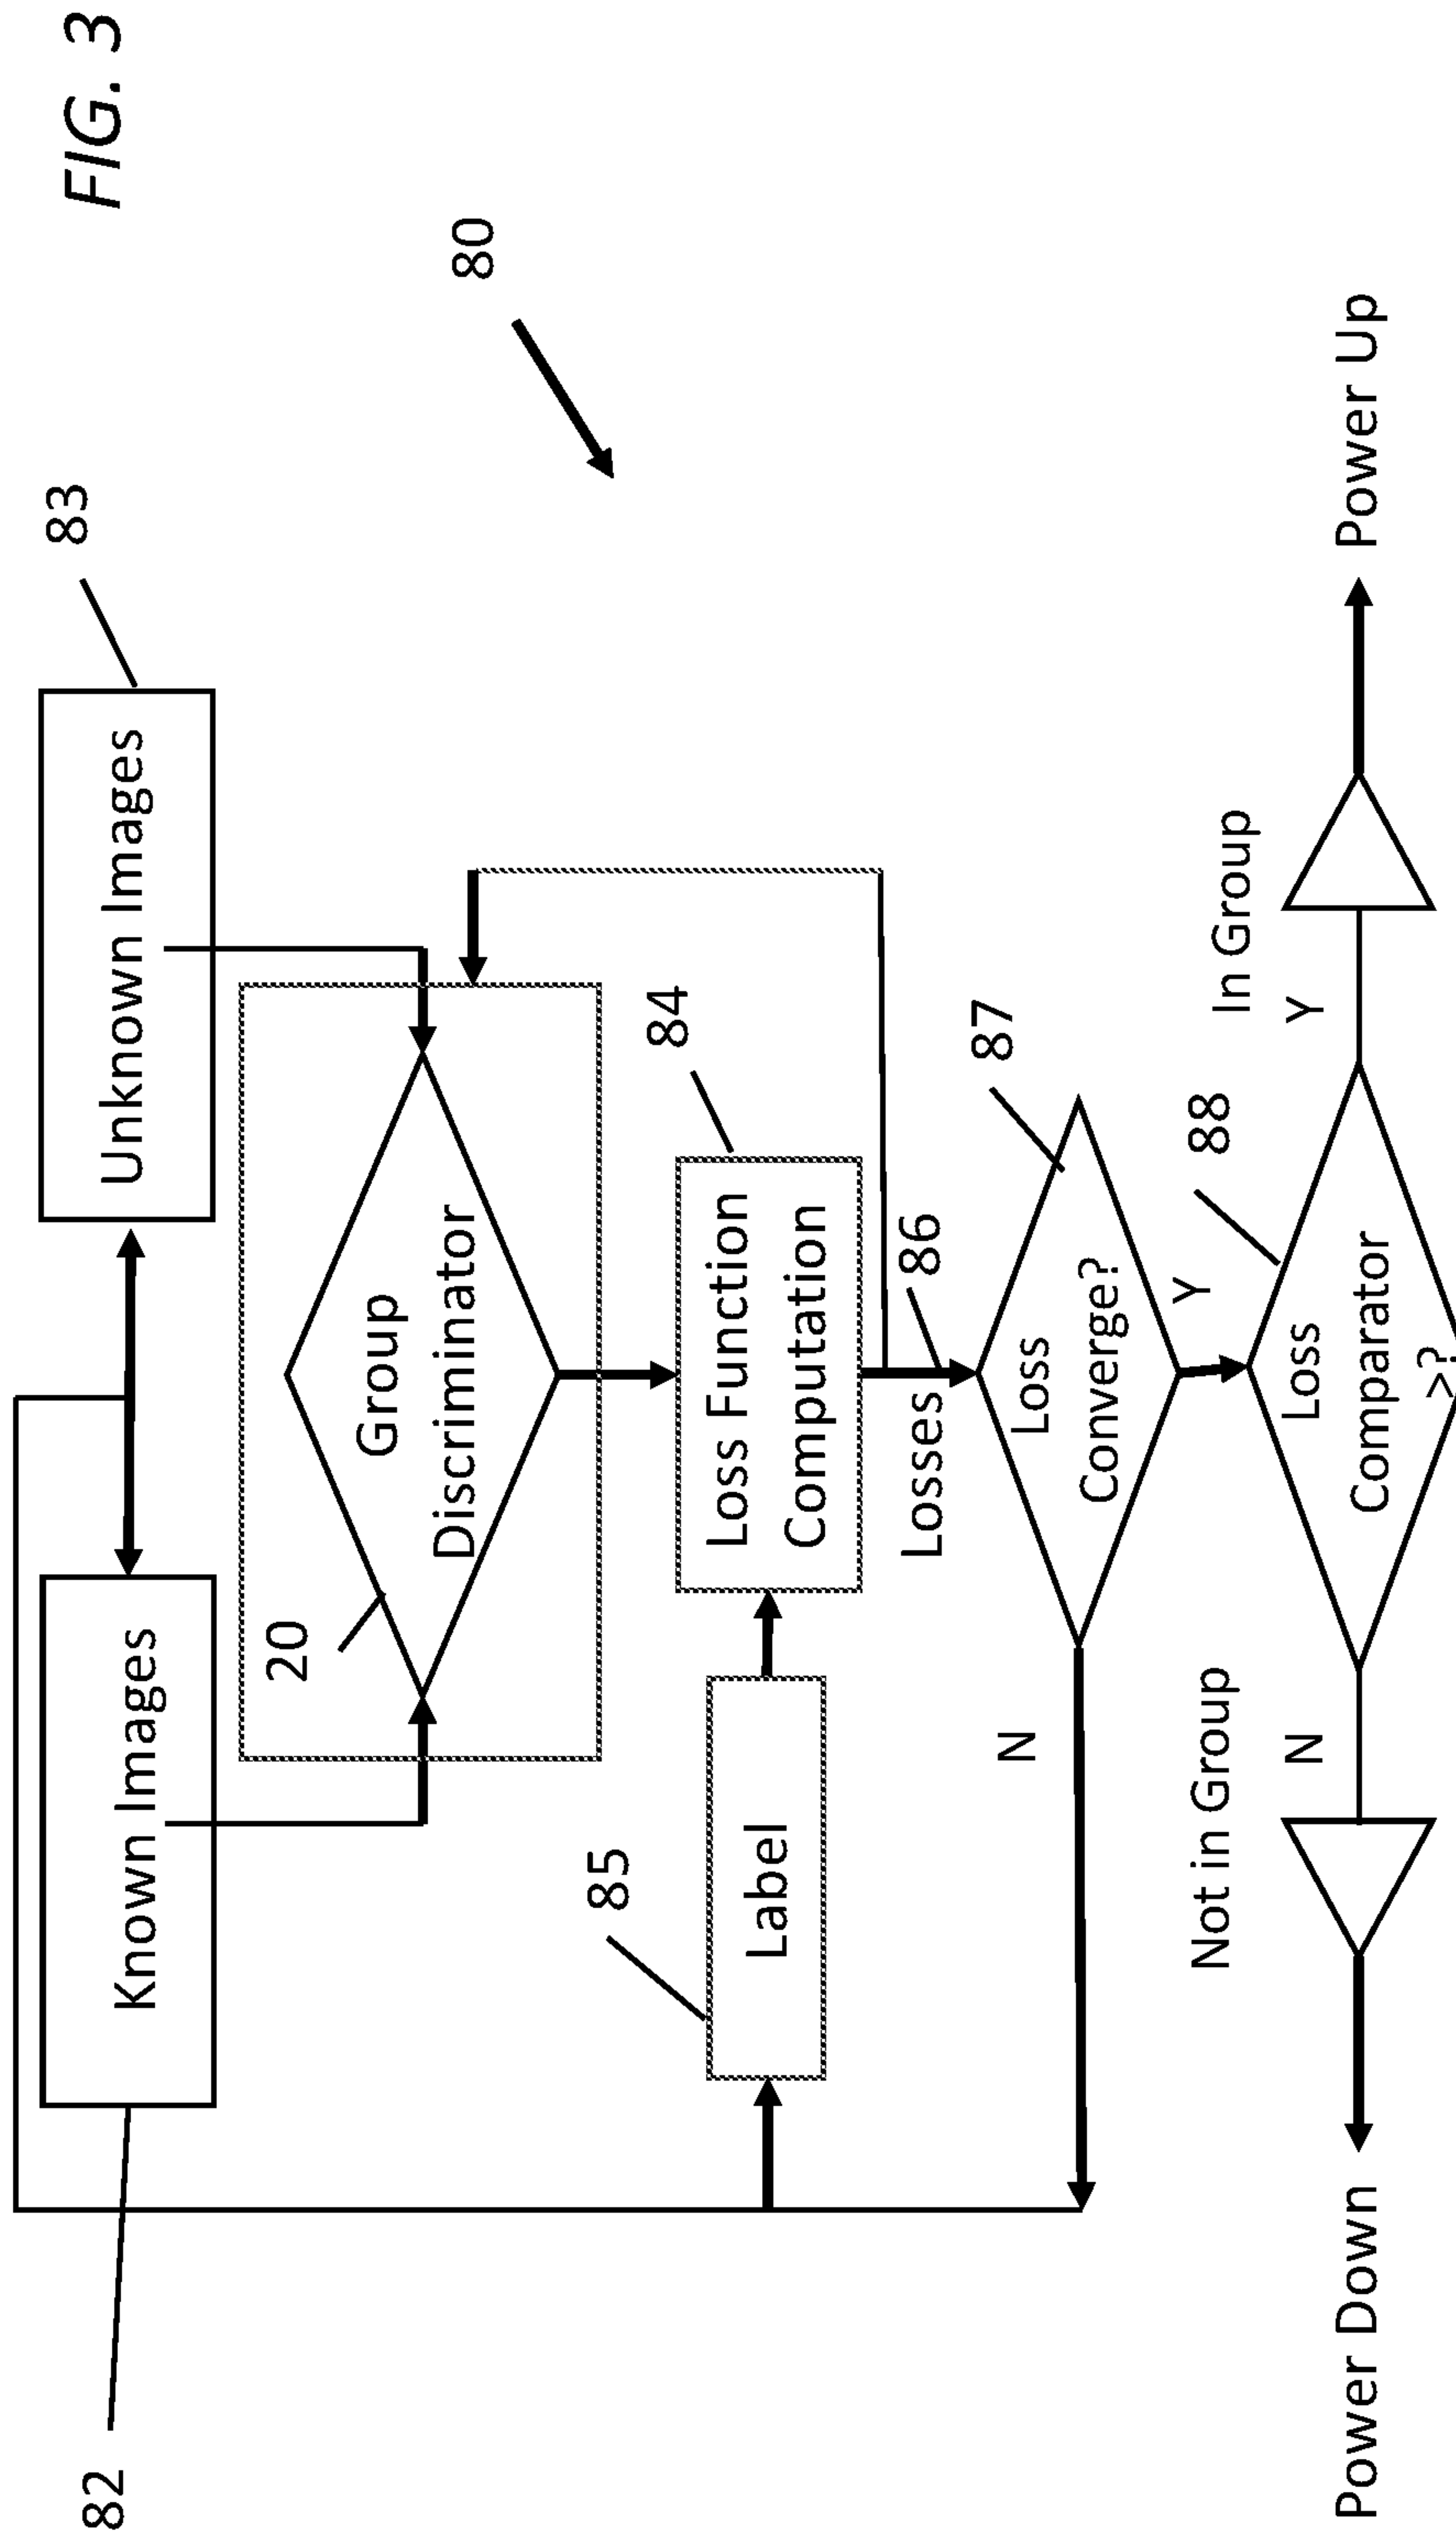 FIG. 3
82
Known Images
Unknown Images
83
80
20
Group
Discriminator
85
Label
84
Loss Function
Computation
Losses
86
87
Loss
Converge?
N
Y
88
Not in Group
In Group
N
Y
Loss
Comparator
>?
Power Down
Power Up